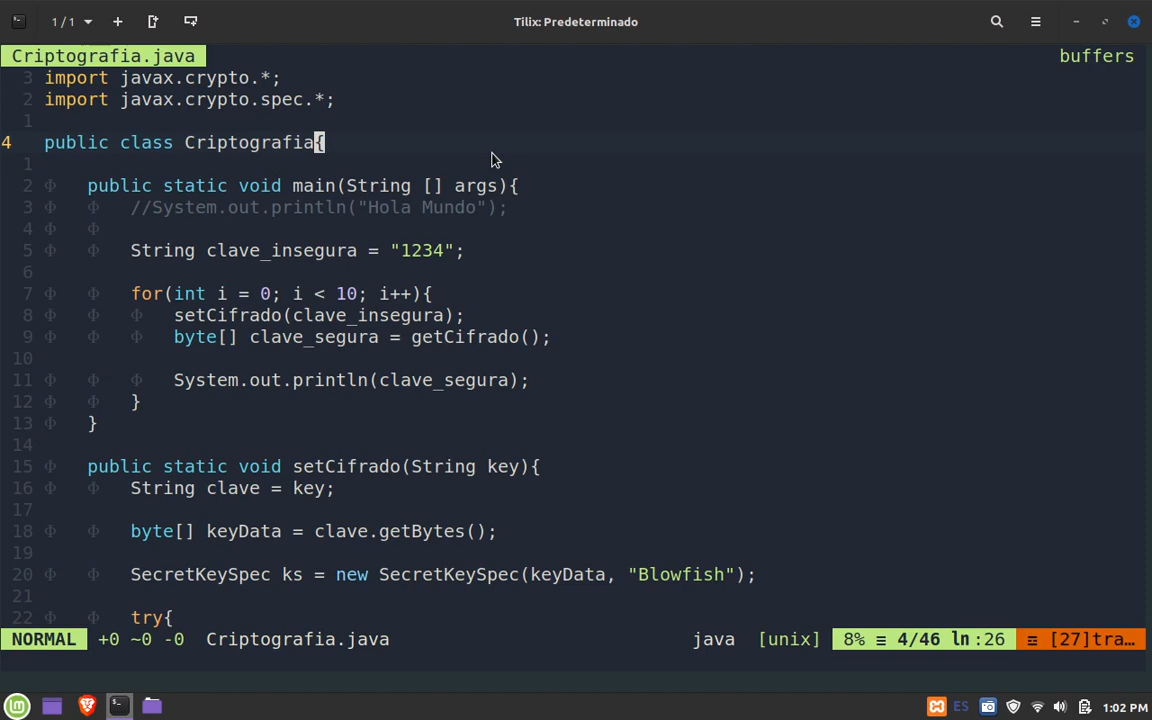 1 / 1
Tilix: Predeterminado
Criptografia.java buffers
3 import javax.crypto.*;
2 import javax.crypto.spec.*;
1
4 public class Criptografia{
1
2 Φ public static void main(String [] args){
3 Φ Φ //System.out.println("Hola Mundo");
4 Φ Φ
5 Φ Φ String clave_insegura = "1234";
6
7 Φ Φ for(int i = 0; i < 10; i++){
8 Φ Φ Φ setCifrado(clave_insegura);
9 Φ Φ Φ byte[] clave_segura = getCifrado();
10
11 Φ Φ Φ System.out.println(clave_segura);
12 Φ Φ }
13 Φ }
14
15 Φ public static void setCifrado(String key){
16 Φ Φ String clave = key;
17
18 Φ Φ byte[] keyData = clave.getBytes();
19
20 Φ Φ SecretKeySpec ks = new SecretKeySpec(keyData, "Blowfish");
21
22 Φ Φ try{
NORMAL +0 ~0 -0 Criptografia.java java [unix] 8% ≡ 4/46 ln :26 ☲ [27]tra…
ES 1:02 PM